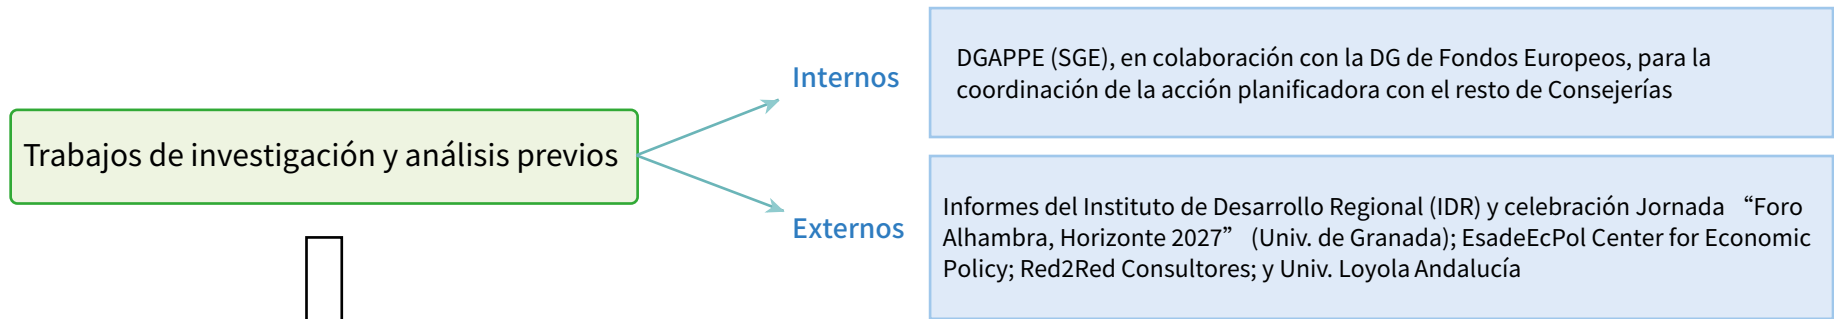 Trabajos de investigación y análisis previos
Internos
DGAPPE (SGE), en colaboración con la DG de Fondos Europeos, para la
coordinación de la acción planificadora con el resto de Consejerías
Externos
Informes del Instituto de Desarrollo Regional (IDR) y celebración Jornada “Foro
Alhambra, Horizonte 2027” (Univ. de Granada); EsadeEcPol Center for Economic
Policy; Red2Red Consultores; y Univ. Loyola Andalucía